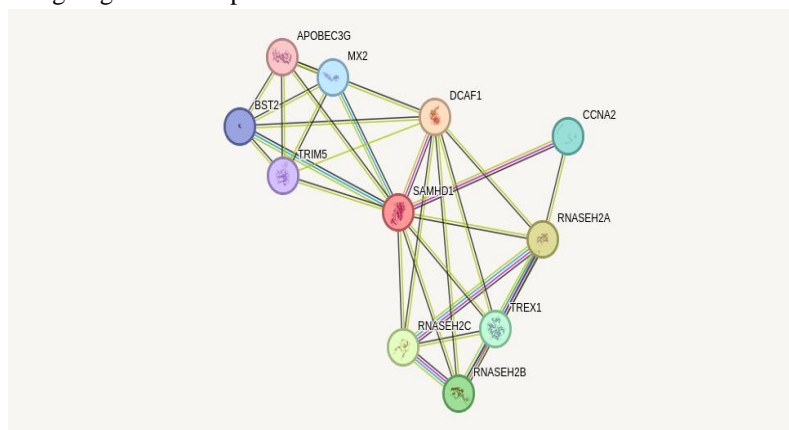 APOBEC3G
MX2
DCAF1
BST2
CCNA2
TRIM5
SAMHD1
RNASEH2A
TREX1
RNASEH2C
RNASEH2B